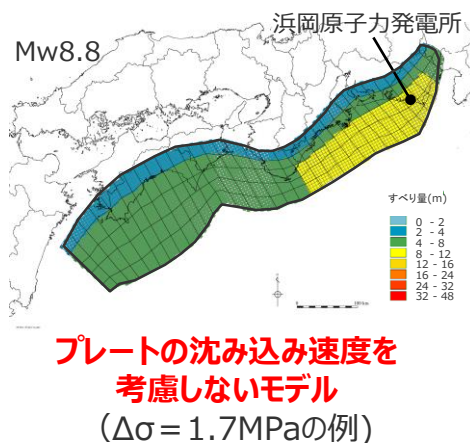 浜岡原子力発電所
Mw8.8
すべり量(m)
0 - 2
2 - 4
4 - 8
8 - 12
12 - 16
16 - 24
24 - 32
32 - 48
プレートの沈み込み速度を
考慮しないモデル
(Δσ＝1.7MPaの例)